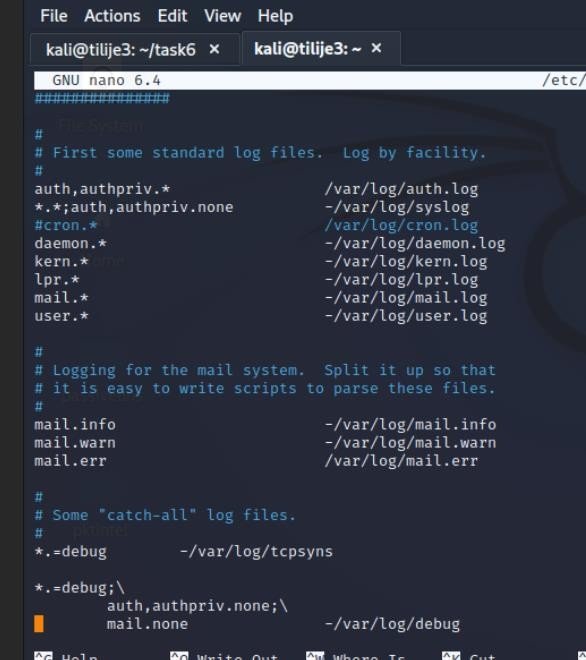 File Actions Edit View Help
kali@tilije3: ~/task6 × kali@tilije3: ~ ×
GNU nano 6.4 /etc/
###############
File System
#
# First some standard log files.  Log by facility.
#
auth,authpriv.* /var/log/auth.log
*.*;auth,authpriv.none -/var/log/syslog
#cron.* /var/log/cron.log
daemon.* -/var/log/daemon.log
kern.* -/var/log/kern.log
lpr.* -/var/log/lpr.log
mail.* -/var/log/mail.log
user.* -/var/log/user.log
#
# Logging for the mail system.  Split it up so that
# it is easy to write scripts to parse these files.
#
mail.info -/var/log/mail.info
mail.warn -/var/log/mail.warn
mail.err /var/log/mail.err
#
# Some "catch-all" log files.
#
*.=debug -/var/log/tcpsyns
*.=debug;\
auth,authpriv.none;\
mail.none -/var/log/debug
^G Help ^O Write Out ^W Where Is ^K Cut